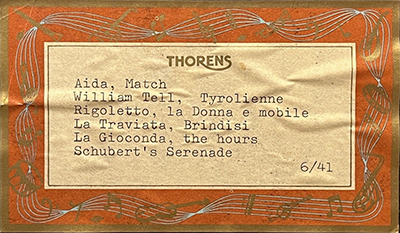 THORENS
Aida, Match
William Tell, Tyrolienne
Rigoletto, la Donna e mobile
La Traviata, Brindisi
La Gioconda, the hours
Schubert's Serenade
6/41